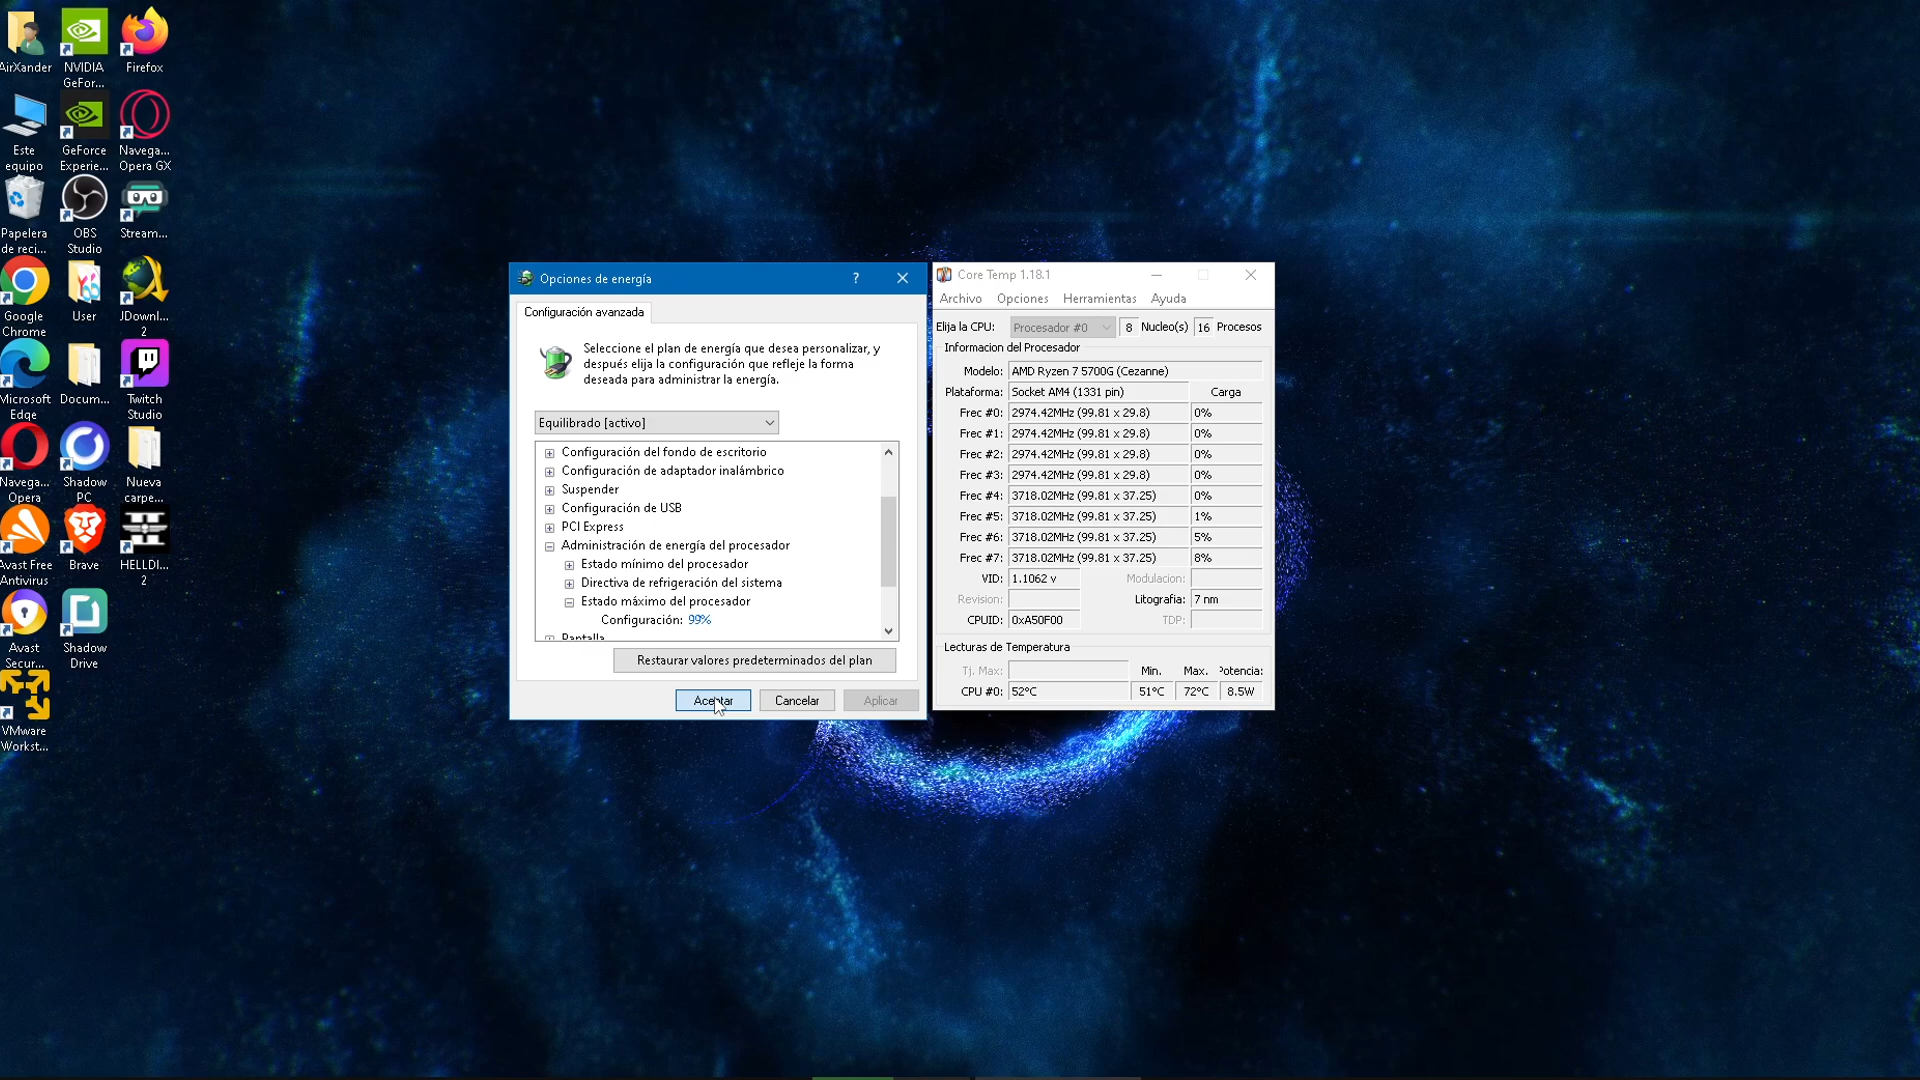 AirXander
NVIDIA
GeFor...
Firefox
Este
equipo
GeForce
Experie...
Navega...
Opera GX
Papelera
de reci...
OBS
Studio
Stream...
Google
Chrome
User
JDownl...
2
Microsoft
Edge
Docum...
Twitch
Studio
Navega...
Opera
Shadow
PC
Nueva
carpe...
Avast Free
Antivirus
Brave
HELLDI...
2
Avast
Secur...
Shadow
Drive
VMware
Workst...
Opciones de energía
?
Configuración avanzada
Seleccione el plan de energía que desea personalizar, y
después elija la configuración que refleje la forma
deseada para administrar la energía.
Equilibrado [activo]
Configuración del fondo de escritorio
Configuración de adaptador inalámbrico
Suspender
Configuración de USB
PCI Express
Administración de energía del procesador
Estado mínimo del procesador
Directiva de refrigeración del sistema
Estado máximo del procesador
Configuración: 99%
Pantalla
Restaurar valores predeterminados del plan
Aceptar
Cancelar
Aplicar
Core Temp 1.18.1
Archivo Opciones Herramientas Ayuda
Elija la CPU: Procesador #0 8 Nucleo(s) 16 Procesos
Informacion del Procesador
Modelo: AMD Ryzen 7 5700G (Cezanne)
Plataforma: Socket AM4 (1331 pin) Carga
Frec #0: 2974.42MHz (99.81 x 29.8) 0%
Frec #1: 2974.42MHz (99.81 x 29.8) 0%
Frec #2: 2974.42MHz (99.81 x 29.8) 0%
Frec #3: 2974.42MHz (99.81 x 29.8) 0%
Frec #4: 3718.02MHz (99.81 x 37.25) 0%
Frec #5: 3718.02MHz (99.81 x 37.25) 1%
Frec #6: 3718.02MHz (99.81 x 37.25) 5%
Frec #7: 3718.02MHz (99.81 x 37.25) 8%
VID: 1.1062 v Modulacion:
Revision: Litografia: 7 nm
CPUID: 0xA50F00 TDP:
Lecturas de Temperatura
Tj. Max: Min. Max. Potencia:
CPU #0: 52°C 51°C 72°C 8.5W